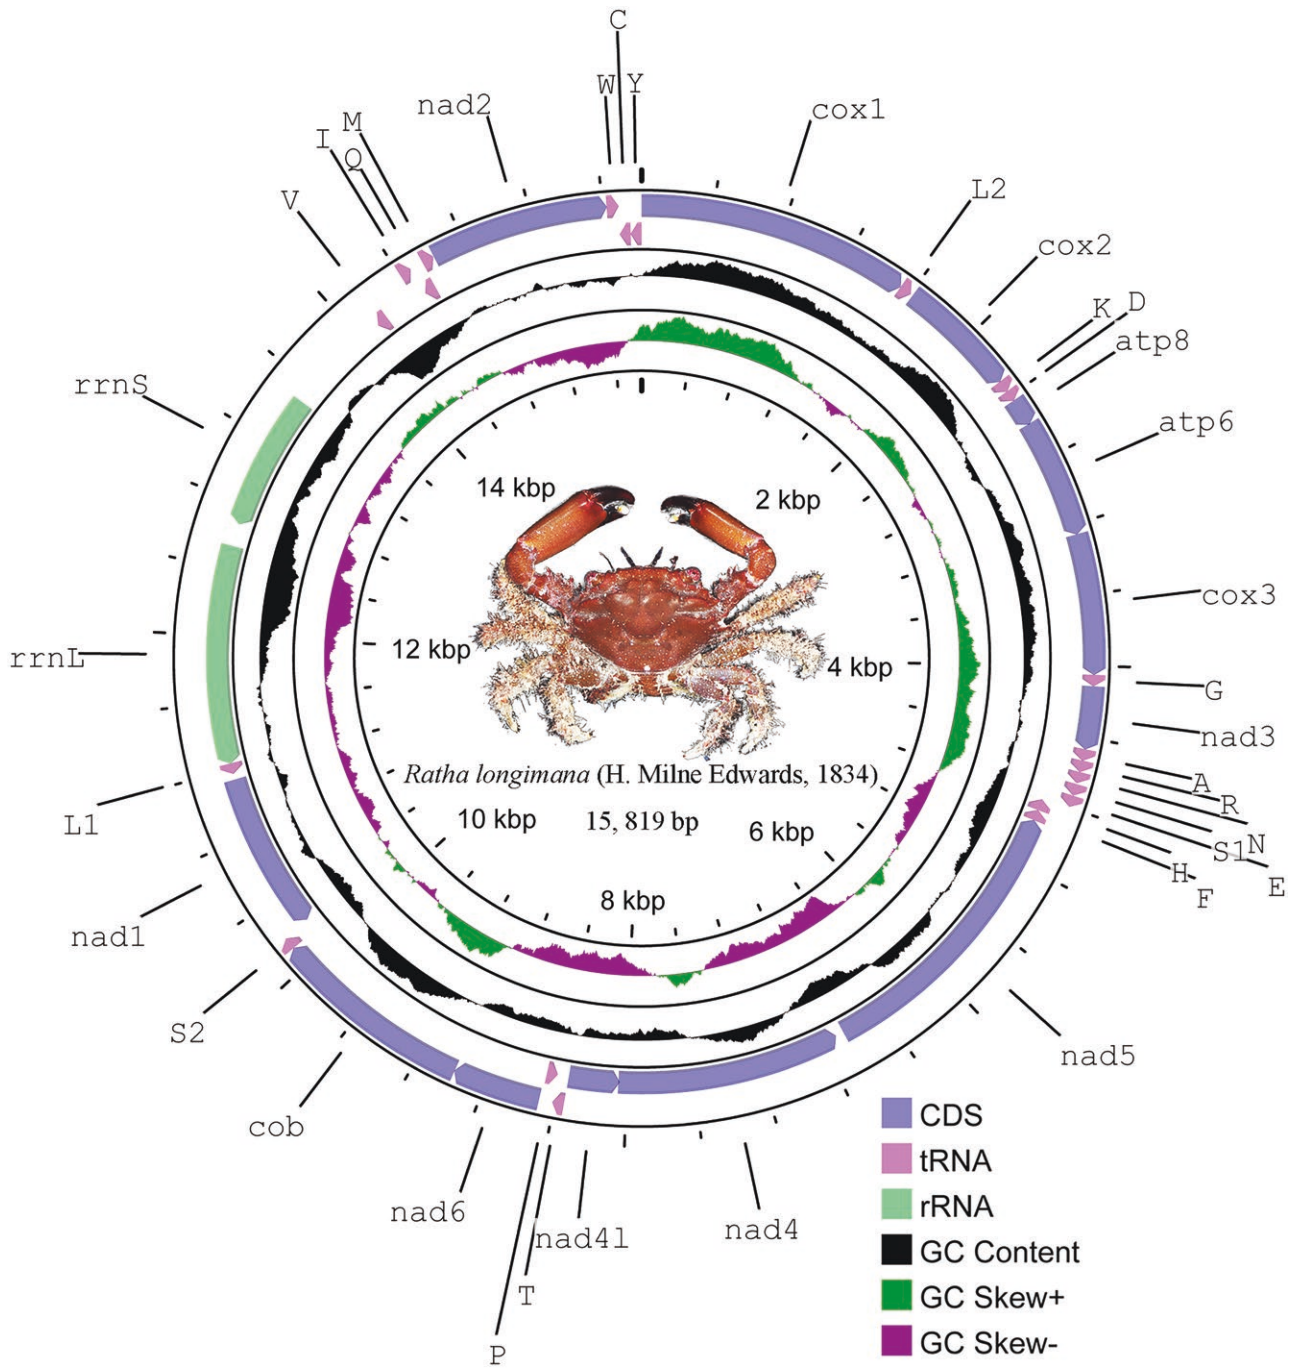 C
W Y
nad2
cox1
M
I
Q
V
L2
cox2
K D
atp8
rrnS
atp6
14 kbp
2 kbp
cox3
12 kbp
rrnL
4 kbp
G
nad3
Ratha longimana (H. Milne Edwards, 1834)
A
R
L1
10 kbp
15, 819 bp
6 kbp
S1
N
H
E
F
8 kbp
nad1
S2
nad5
cob
CDS
tRNA
rRNA
nad6
nad4l
nad4
GC Content
T
GC Skew+
P
GC Skew-